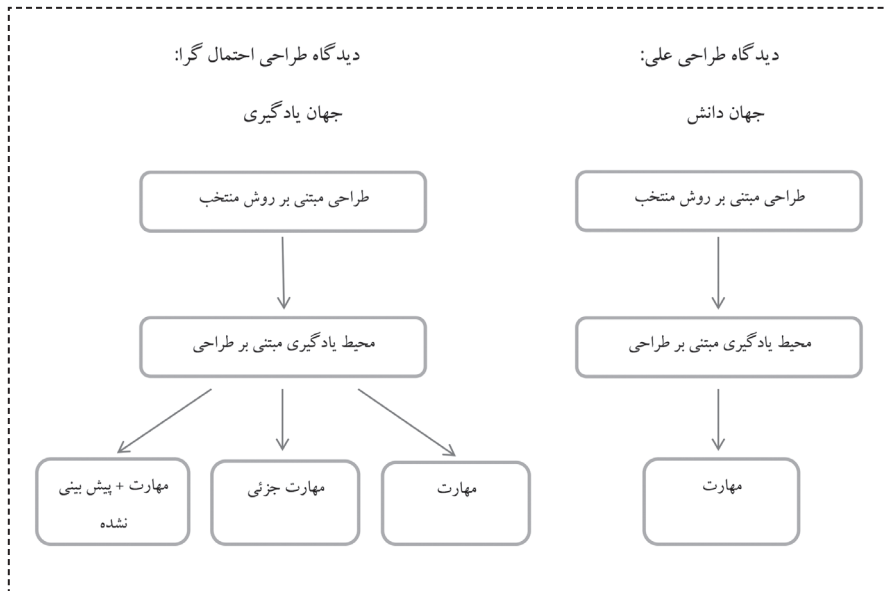 دیدگاه طراحی علی:
جهان دانش
طراحی مبتنی بر روش منتخب
محیط یادگیری مبتنی بر طراحی
مهارت
دیدگاه طراحی احتمال گرا:
جهان یادگیری
طراحی مبتنی بر روش منتخب
محیط یادگیری مبتنی بر طراحی
مهارت
مهارت جزئی
مهارت + پیش بینی
نشده